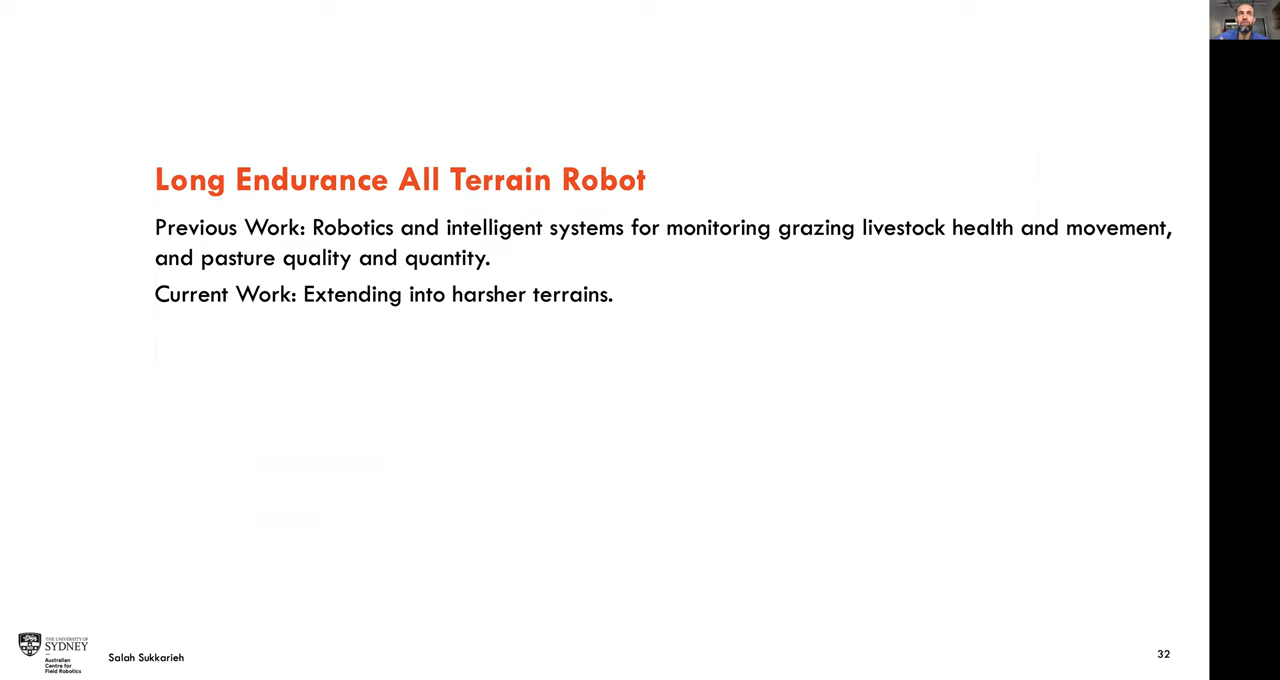 Long Endurance All Terrain Robot
Previous Work: Robotics and intelligent systems for monitoring grazing livestock health and movement,
and pasture quality and quantity.
Current Work: Extending into harsher terrains.
THE UNIVERSITY OF
SYDNEY
Australian
Centre for
Field Robotics
Salah Sukkarieh
32